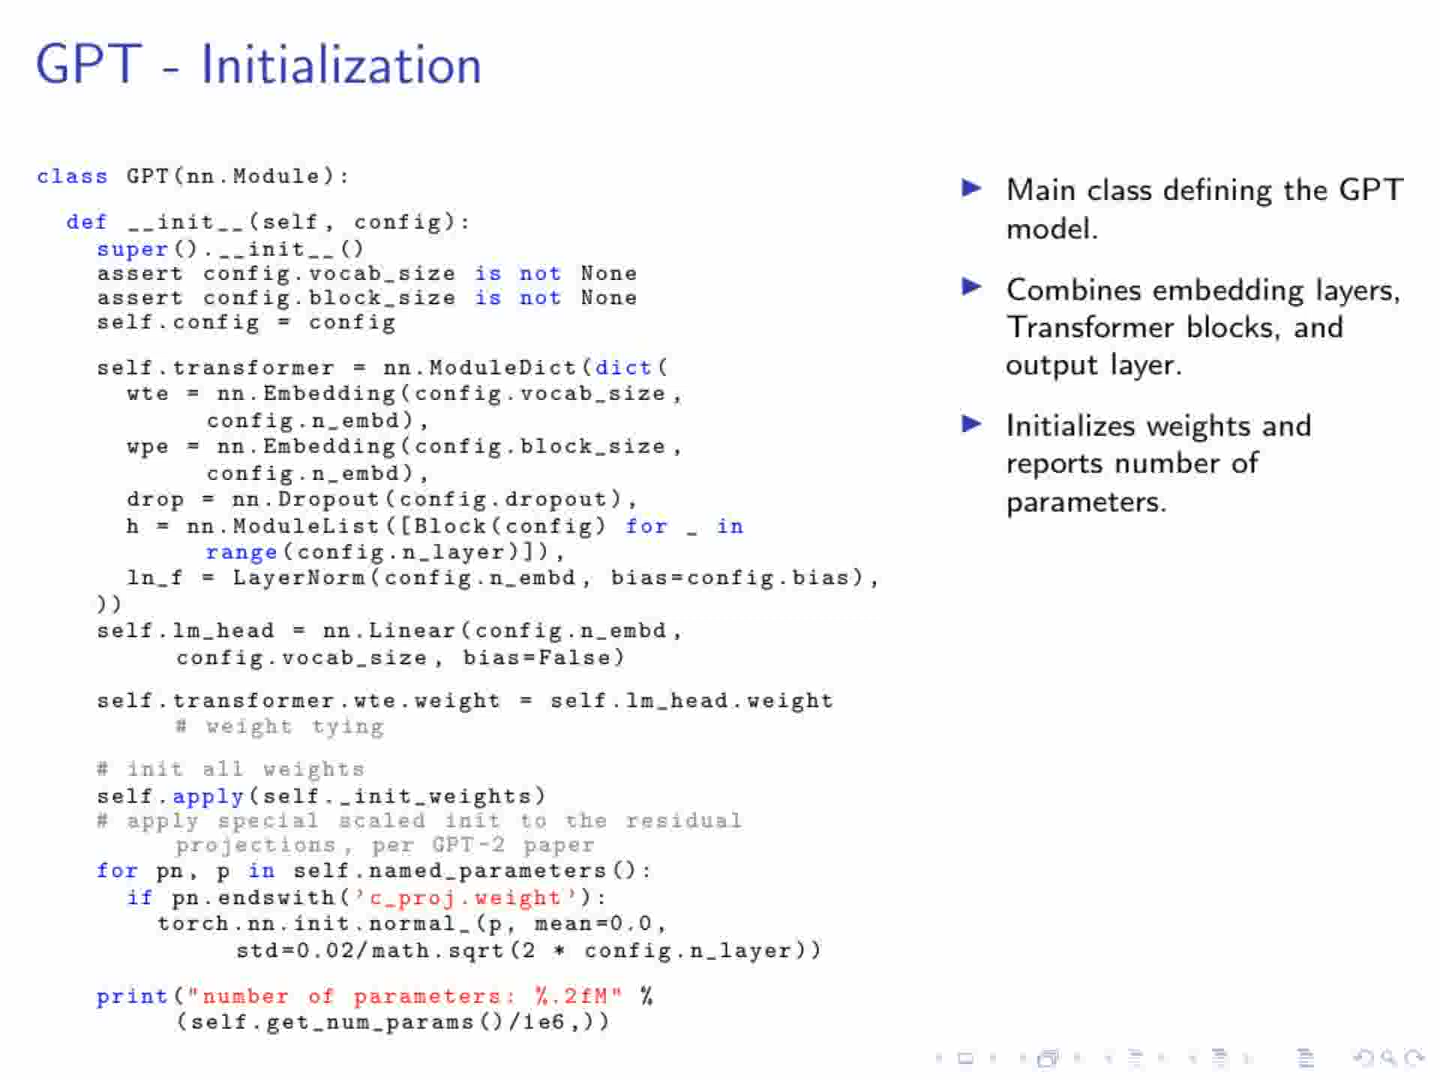 GPT - Initialization
class GPT(nn.Module):
def __init__(self, config):
super().__init__()
assert config.vocab_size is not None
assert config.block_size is not None
self.config = config
self.transformer = nn.ModuleDict(dict(
wte = nn.Embedding(config.vocab_size,
config.n_embd),
wpe = nn.Embedding(config.block_size,
config.n_embd),
drop = nn.Dropout(config.dropout),
h = nn.ModuleList([Block(config) for _ in
range(config.n_layer)]),
ln_f = LayerNorm(config.n_embd, bias=config.bias),
))
self.lm_head = nn.Linear(config.n_embd,
config.vocab_size, bias=False)
self.transformer.wte.weight = self.lm_head.weight
# weight tying
# init all weights
self.apply(self._init_weights)
# apply special scaled init to the residual
projections, per GPT-2 paper
for pn, p in self.named_parameters():
if pn.endswith('c_proj.weight'):
torch.nn.init.normal_(p, mean=0.0,
std=0.02/math.sqrt(2 * config.n_layer))
print("number of parameters: %.2fM" %
(self.get_num_params()/1e6,))
Main class defining the GPT
model.
Combines embedding layers,
Transformer blocks, and
output layer.
Initializes weights and
reports number of
parameters.